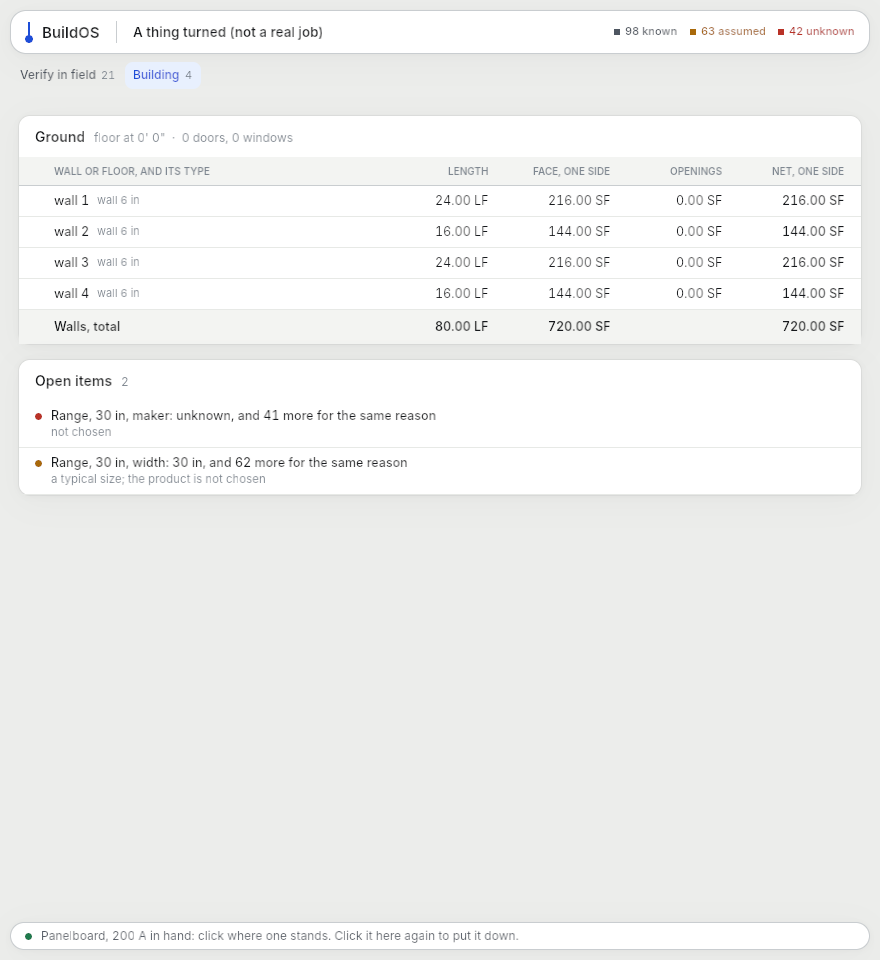 BuildOS A thing turned (not a real job) 98 known 63 assumed 42 unknown
Verify in field 21 Building 4
Ground floor at 0' 0" · 0 doors, 0 windows
WALL OR FLOOR, AND ITS TYPE LENGTH FACE, ONE SIDE OPENINGS NET, ONE SIDE
wall 1 wall 6 in 24.00 LF 216.00 SF 0.00 SF 216.00 SF
wall 2 wall 6 in 16.00 LF 144.00 SF 0.00 SF 144.00 SF
wall 3 wall 6 in 24.00 LF 216.00 SF 0.00 SF 216.00 SF
wall 4 wall 6 in 16.00 LF 144.00 SF 0.00 SF 144.00 SF
Walls, total 80.00 LF 720.00 SF 720.00 SF
Open items 2
Range, 30 in, maker: unknown, and 41 more for the same reason
not chosen
Range, 30 in, width: 30 in, and 62 more for the same reason
a typical size; the product is not chosen
Panelboard, 200 A in hand: click where one stands. Click it here again to put it down.